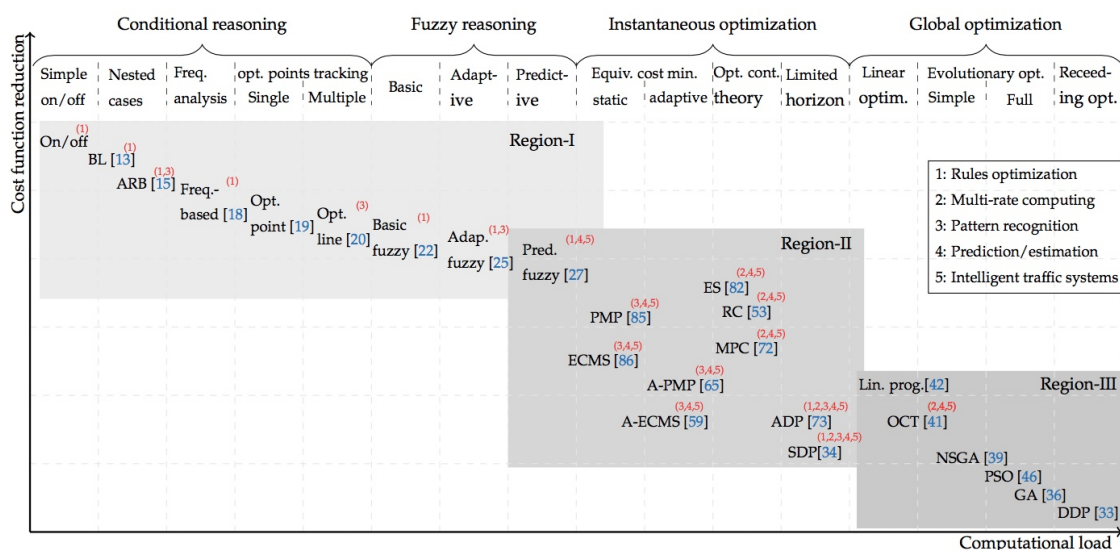 Conditional reasoning Fuzzy reasoning Instantaneous optimization Global optimization
Simple on/off
Nested cases
Freq. analysis
opt. points tracking
Single
Multiple
Basic
Adapt-ive
Predict-ive
Equiv. cost min.
static
adaptive
Opt. cont. theory
Limited horizon
Linear optim.
Evolutionary opt.
Simple
Full
Receed-ing opt.
Cost function reduction
Region-I
On/off (1)
BL [13] (1)
ARB [15] (1,3)
Freq.-based [18] (1)
Opt. point [19]
Opt. line [20] (3)
Basic fuzzy [22] (1)
Adap. fuzzy [25] (1,3)
Region-II
Pred. fuzzy [27] (1,4,5)
ES [82] (2,4,5)
RC [53] (2,4,5)
PMP [85] (3,4,5)
MPC [72] (2,4,5)
ECMS [86] (3,4,5)
A-PMP [65] (3,4,5)
A-ECMS [59] (3,4,5)
ADP [73] (1,2,3,4,5)
SDP[34] (1,2,3,4,5)
1: Rules optimization
2: Multi-rate computing
3: Pattern recognition
4: Prediction/estimation
5: Intelligent traffic systems
Region-III
Lin. prog.[42]
OCT [41] (2,4,5)
NSGA [39]
PSO [46]
GA [36]
DDP [33]
Computational load